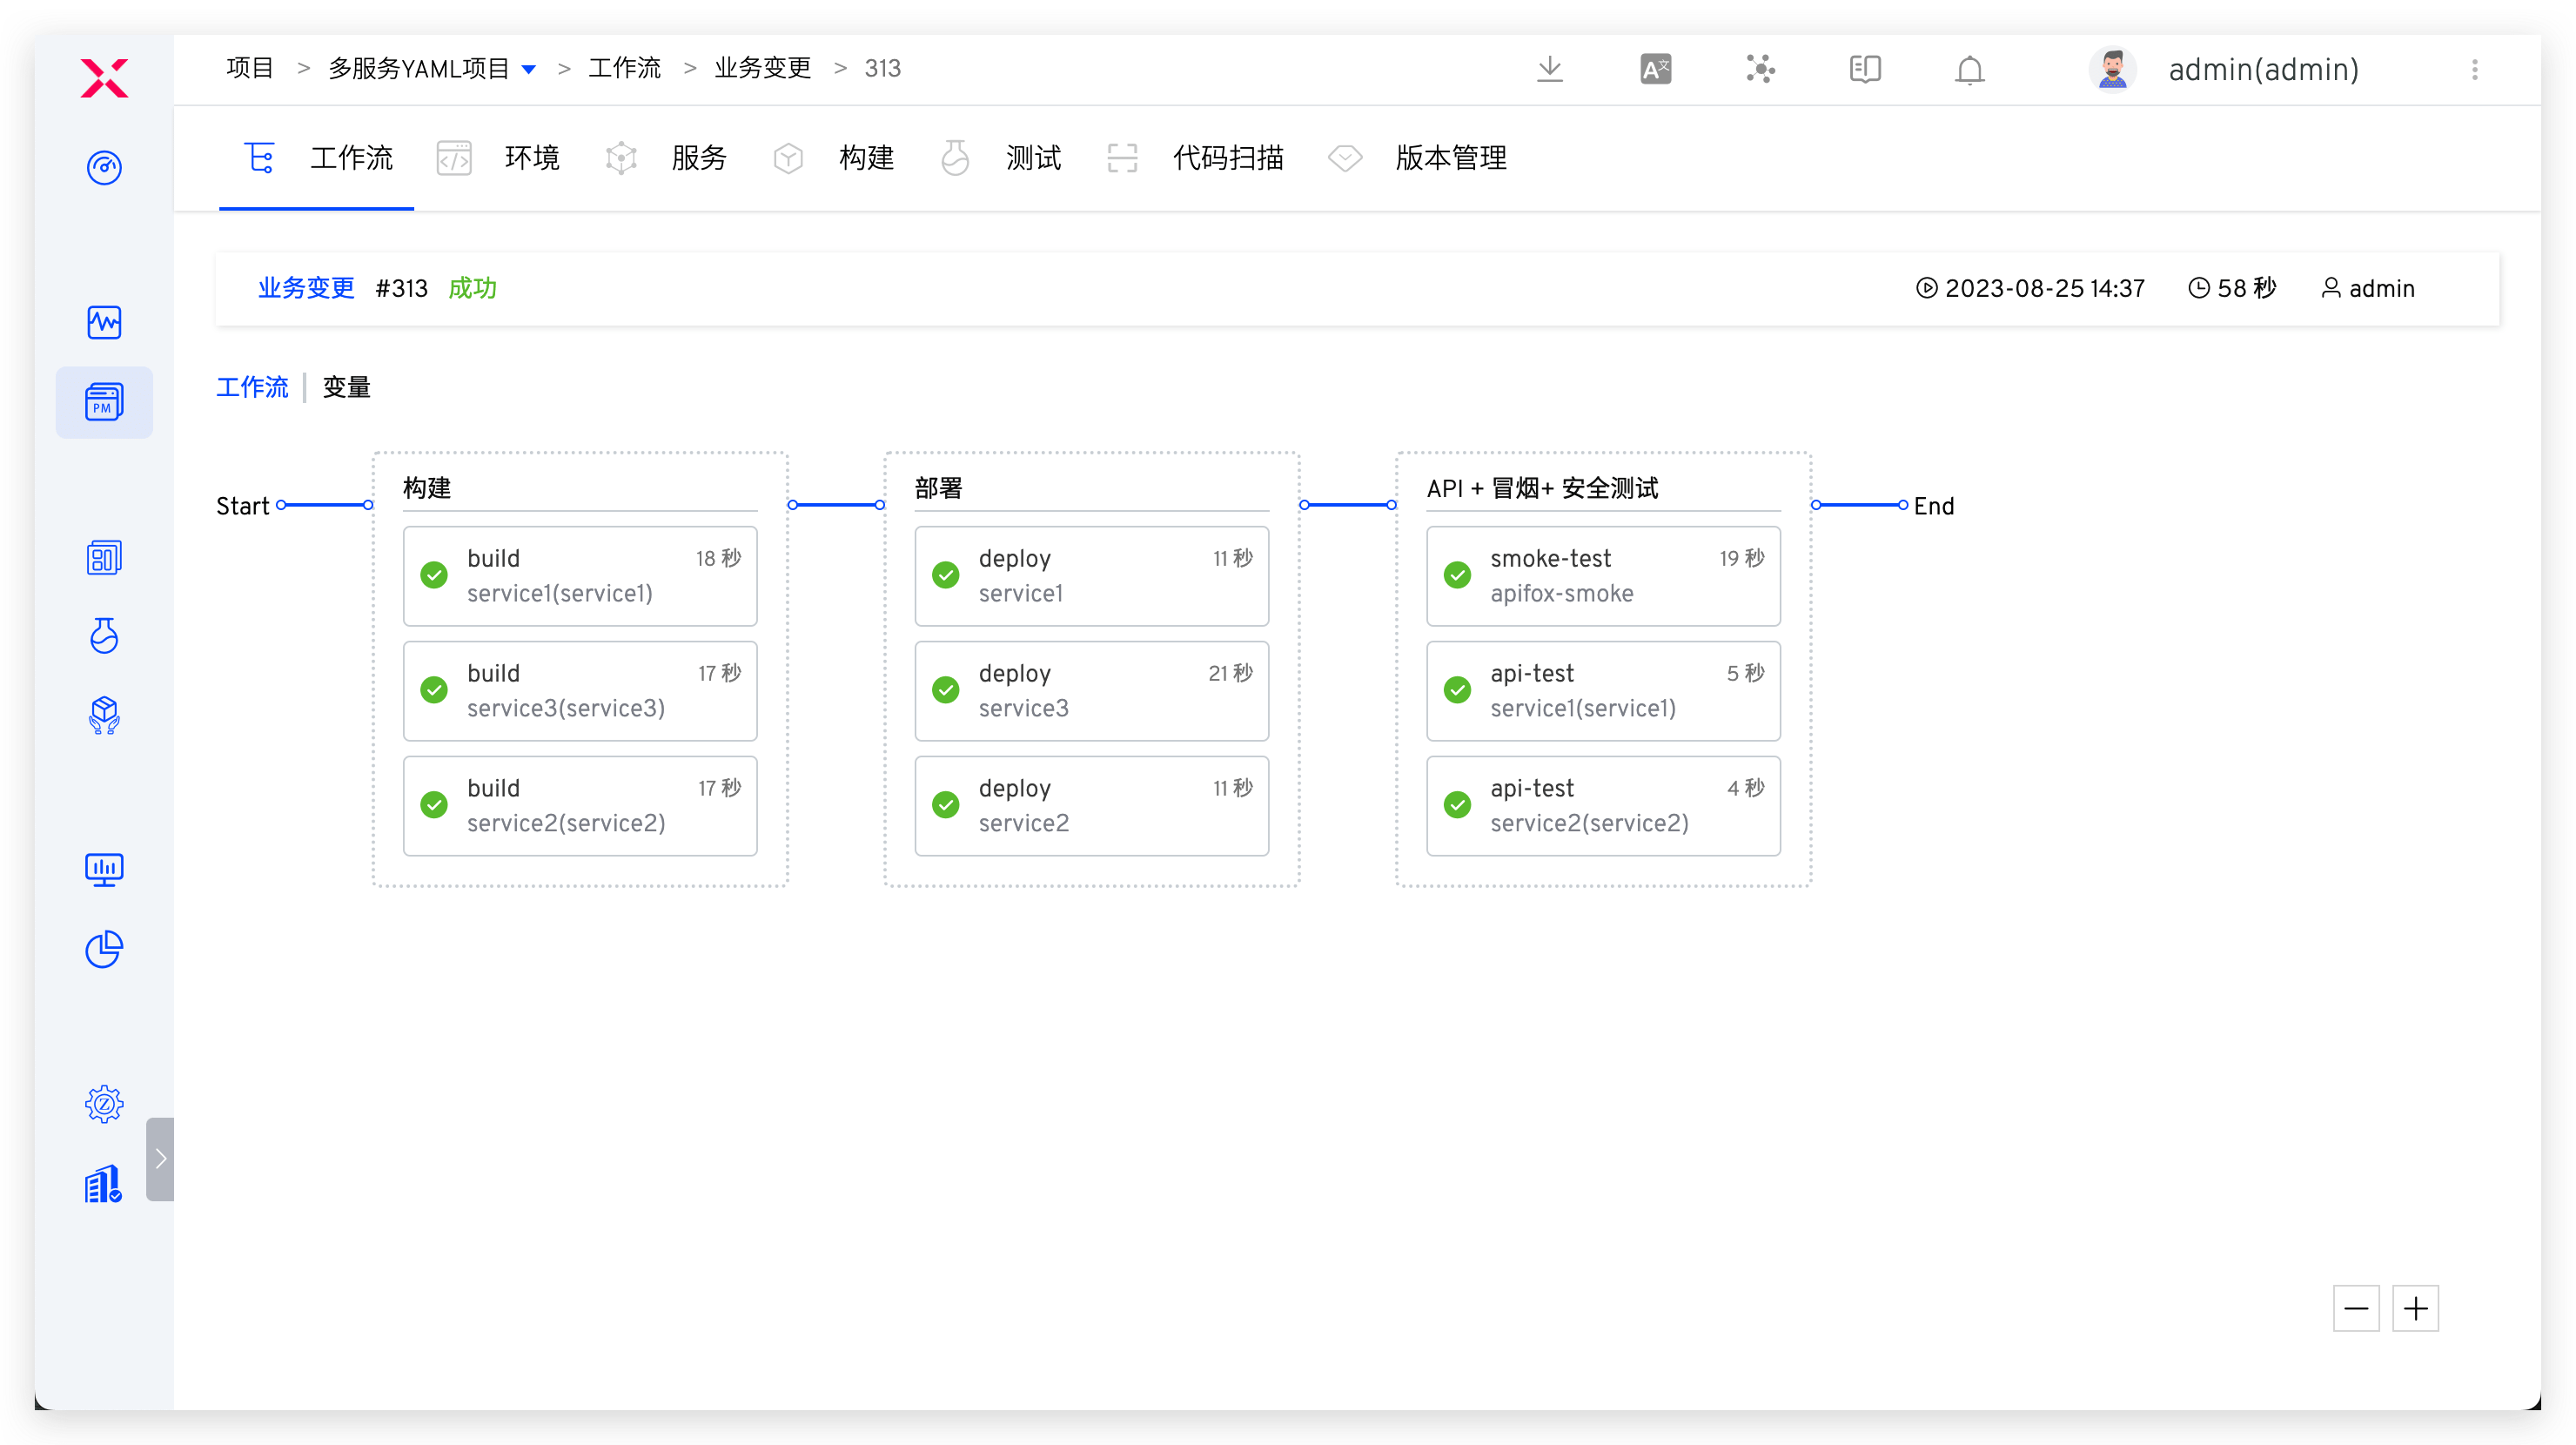 项目 > 多服务YAML项目 > 工作流 > 业务变更 > 313
A文
admin(admin)
工作流 环境 服务 构建 测试 代码扫描 版本管理
业务变更 #313 成功
2023-08-25 14:37 58 秒 admin
PM
工作流 变量
Start
构建
build 18 秒
service1(service1)
build 17 秒
service3(service3)
build 17 秒
service2(service2)
部署
deploy 11 秒
service1
deploy 21 秒
service3
deploy 11 秒
service2
API + 冒烟+ 安全测试
smoke-test 19 秒
apifox-smoke
api-test 5 秒
service1(service1)
api-test 4 秒
service2(service2)
End
Z